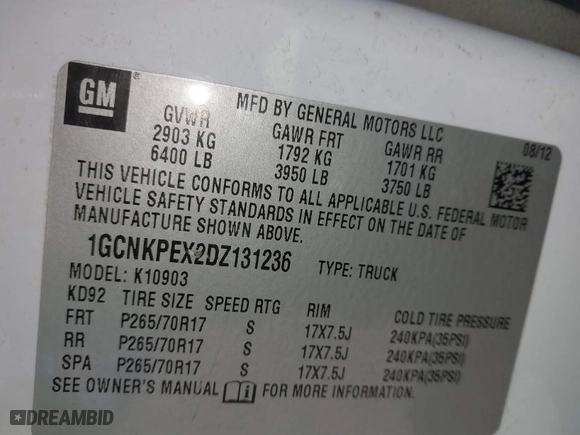 GM
MFD BY GENERAL MOTORS LLC
08/12
GVWR GAWR FRT GAWR RR
2903 KG 1792 KG 1701 KG
6400 LB 3950 LB 3750 LB
THIS VEHICLE CONFORMS TO ALL APPLICABLE U.S. FEDERAL MOTOR
VEHICLE SAFETY STANDARDS IN EFFECT ON THE DATE OF
MANUFACTURE SHOWN ABOVE.
1GCNKPEX2DZ131236 TYPE: TRUCK
MODEL: K10903
KD92 TIRE SIZE SPEED RTG RIM COLD TIRE PRESSURE
FRT P265/70R17 S 17X7.5J 240KPA(35PSI)
RR P265/70R17 S 17X7.5J 240KPA(35PSI)
SPA P265/70R17 S 17X7.5J 240KPA(35PSI)
SEE OWNER'S MANUAL FOR MORE INFORMATION.
DREAMBID